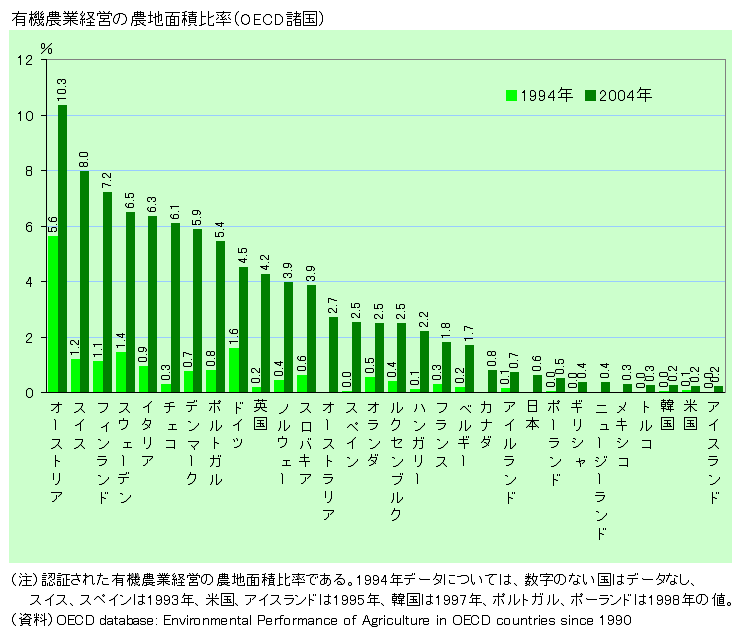 有機農業経営の農地面積比率(OECD諸国)
%
12
10
8
6
4
2
0
1994年 2004年
5.6 10.3
1.2 8.0
1.1 7.2
1.4 6.5
0.9 6.3
0.3 6.1
0.7 5.9
0.8 5.4
1.6 4.5
0.2 4.2
0.4 3.9
0.6 3.9
2.7
0.0 2.5
0.5 2.5
0.4 2.5
0.1 2.2
0.3 1.8
0.2 1.7
0.8
0.1 0.7
0.6
0.0 0.5
0.0 0.4
0.4
0.3
0.0 0.3
0.0 0.2
0.1 0.2
0.0 0.2
オーストリア
スイス
フィンランド
スウェーデン
イタリア
チェコ
デンマーク
ポルトガル
ドイツ
英国
ノルウェー
スロバキア
オーストラリア
スペイン
オランダ
ルクセンブルク
ハンガリー
フランス
ベルギー
カナダ
アイルランド
日本
ポーランド
ギリシャ
ニュージーランド
メキシコ
トルコ
韓国
米国
アイスランド
(注)認証された有機農業経営の農地面積比率である。1994年データについては、数字のない国はデータなし、
スイス、スペインは1993年、米国、アイスランドは1995年、韓国は1997年、ポルトガル、ポーランドは1998年の値。
(資料)OECD database: Environmental Performance of Agriculture in OECD countries since 1990